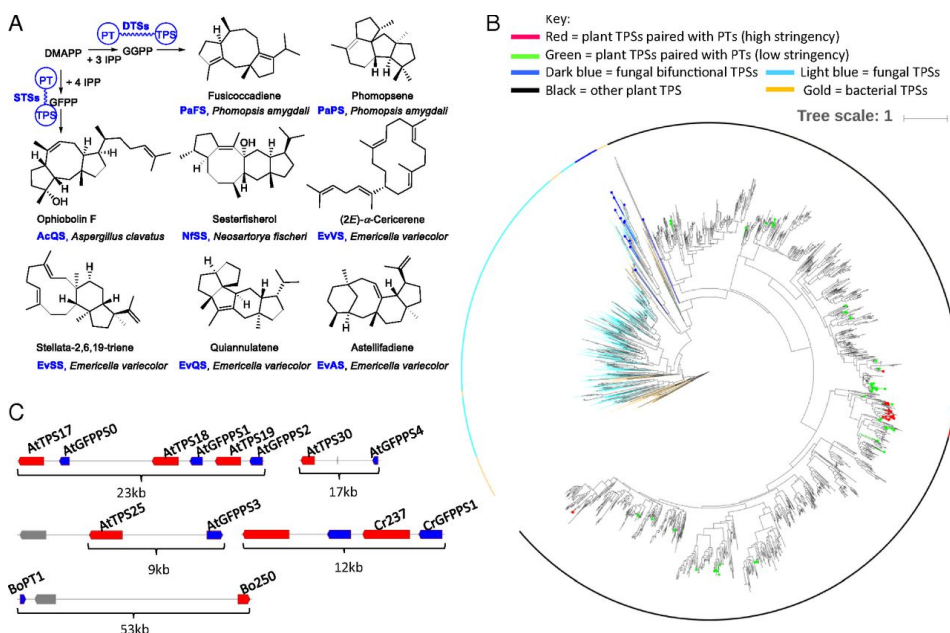 A
PT
DTSs
TPS
DMAPP
+ 3 IPP
GGPP
PT
+ 4 IPP
STSs
GFPP
TPS
Fusicoccadiene
PaFS, Phomopsis amygdali
Phomopsene
PaPS, Phomopsis amygdali
H
H
H
H
H
OH
Ophiobolin F
AcQS, Aspergillus clavatus
H
OH
H
H
Sesterfisherol
NfSS, Neosartorya fischeri
(2E)-α-Cericerene
EvVS, Emericella variecolor
H
H
H
Stellata-2,6,19-triene
EvSS, Emericella variecolor
H
H
Quiannulatene
EvQS, Emericella variecolor
H
H
Astellifadiene
EvAS, Emericella variecolor
B
Key:
Red = plant TPSs paired with PTs (high stringency)
Green = plant TPSs paired with PTs (low stringency)
Dark blue = fungal bifunctional TPSs
Light blue = fungal TPSs
Black = other plant TPS
Gold = bacterial TPSs
Tree scale: 1
C
AtTPS17
AtGFPPS0
AtTPS18
AtGFPPS1
AtTPS19
AtGFPPS2
23kb
AtTPS30
AtGFPPS4
17kb
AtTPS25
AtGFPPS3
9kb
Cr237
CrGFPPS1
12kb
BoPT1
Bo250
53kb